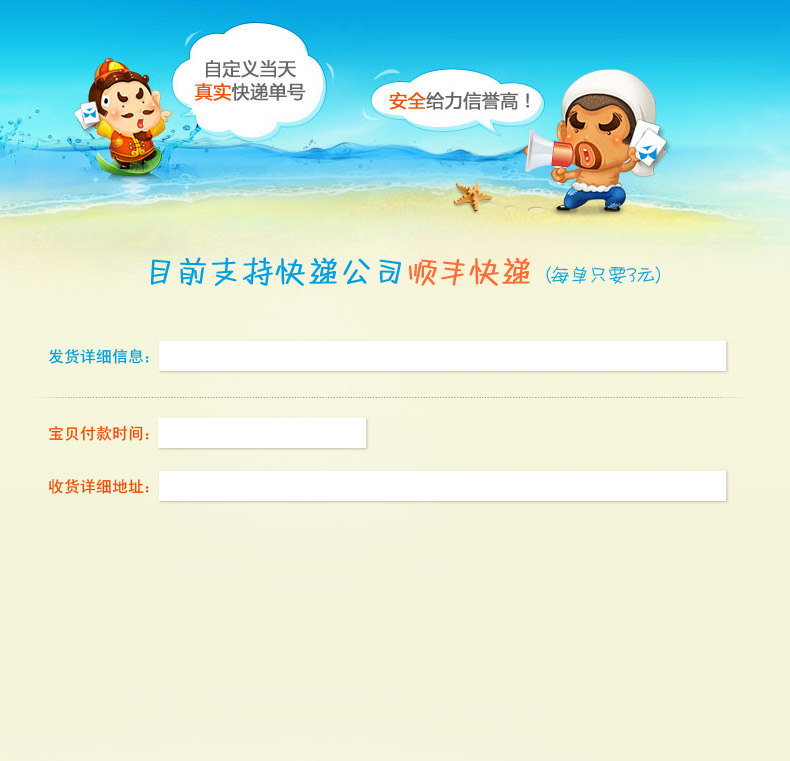 自定义当天
真实快递单号
安全给力信誉高！
目前支持快递公司顺丰快递（每单只要3元）
发货详细信息：
宝贝付款时间：
收货详细地址：